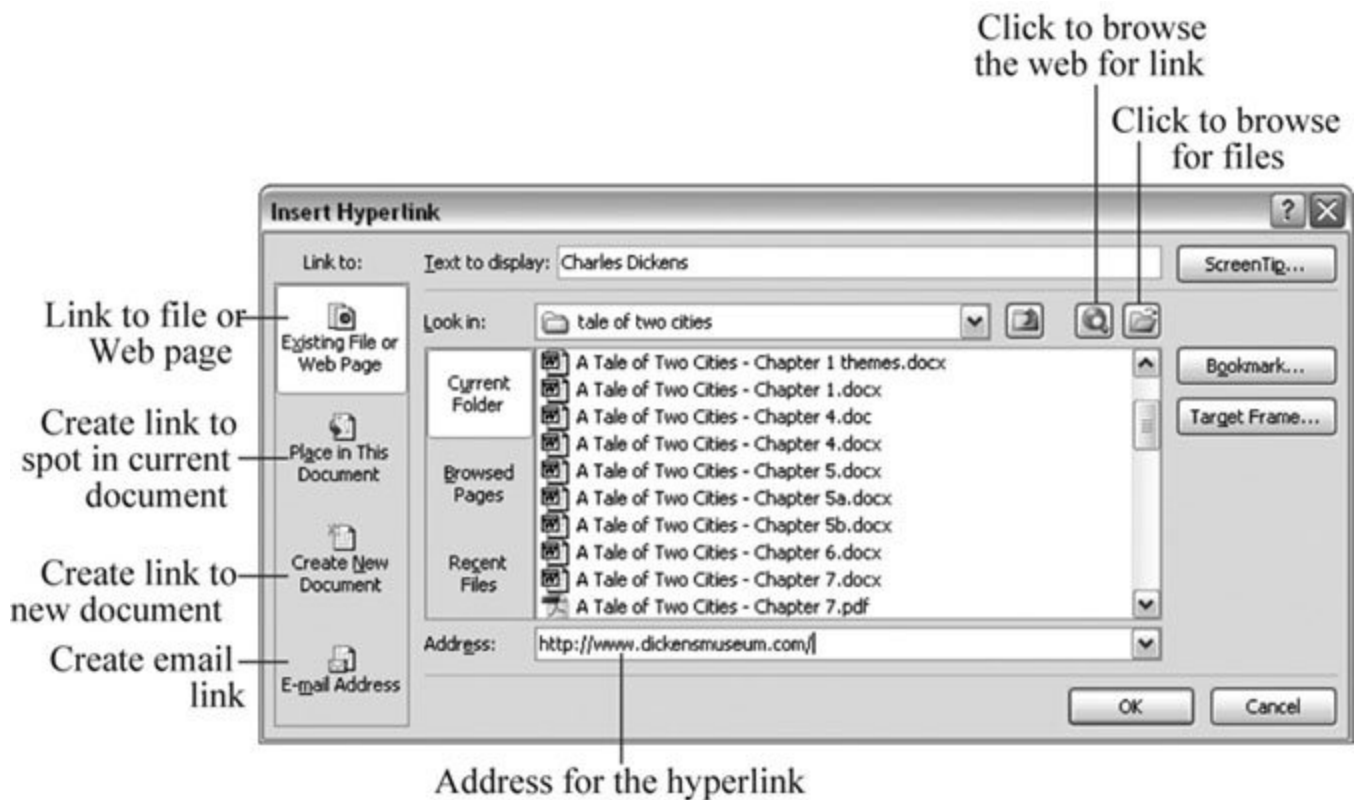 Click to browse
the web for link
Click to browse
for files
Insert Hyperlink
Link to:
Text to display: Charles Dickens
ScreenTip...
Link to file or
Web page
Existing File or
Web Page
Look in: tale of two cities
Current
Folder
Browsed
Pages
Recent
Files
A Tale of Two Cities - Chapter 1 themes.docx
A Tale of Two Cities - Chapter 1.docx
A Tale of Two Cities - Chapter 4.doc
A Tale of Two Cities - Chapter 4.docx
A Tale of Two Cities - Chapter 5.docx
A Tale of Two Cities - Chapter 5a.docx
A Tale of Two Cities - Chapter 5b.docx
A Tale of Two Cities - Chapter 6.docx
A Tale of Two Cities - Chapter 7.docx
A Tale of Two Cities - Chapter 7.pdf
Bookmark...
Target Frame...
Create link to
spot in current
document
Place in This
Document
Create link to
new document
Create New
Document
Create email
link
E-mail Address
Address: http://www.dickensmuseum.com/
OK
Cancel
Address for the hyperlink